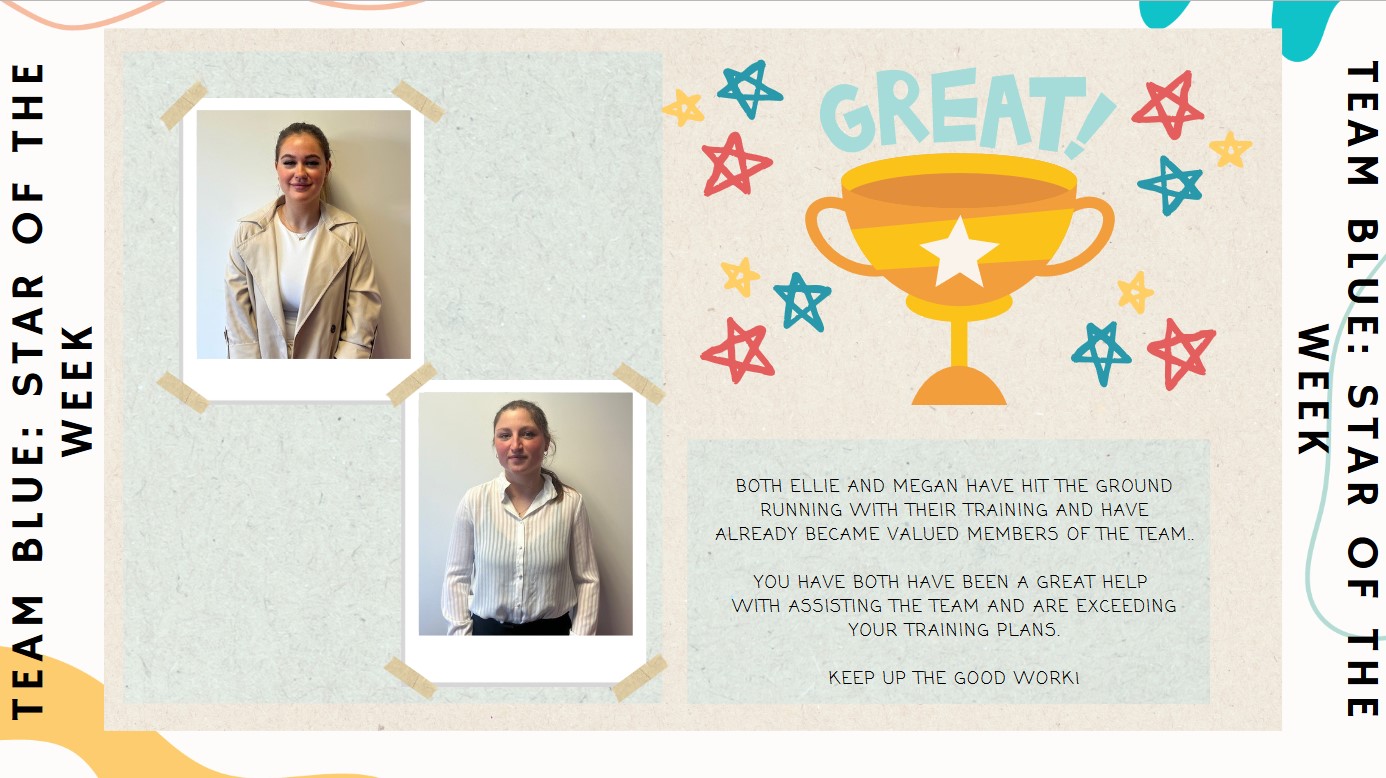 TEAM BLUE: STAR OF THE
WEEK
GREAT!
BOTH ELLIE AND MEGAN HAVE HIT THE GROUND
RUNNING WITH THEIR TRAINING AND HAVE
ALREADY BECAME VALUED MEMBERS OF THE TEAM..
YOU HAVE BOTH HAVE BEEN A GREAT HELP
WITH ASSISTING THE TEAM AND ARE EXCEEDING
YOUR TRAINING PLANS.
KEEP UP THE GOOD WORK!
TEAM BLUE: STAR OF THE
WEEK